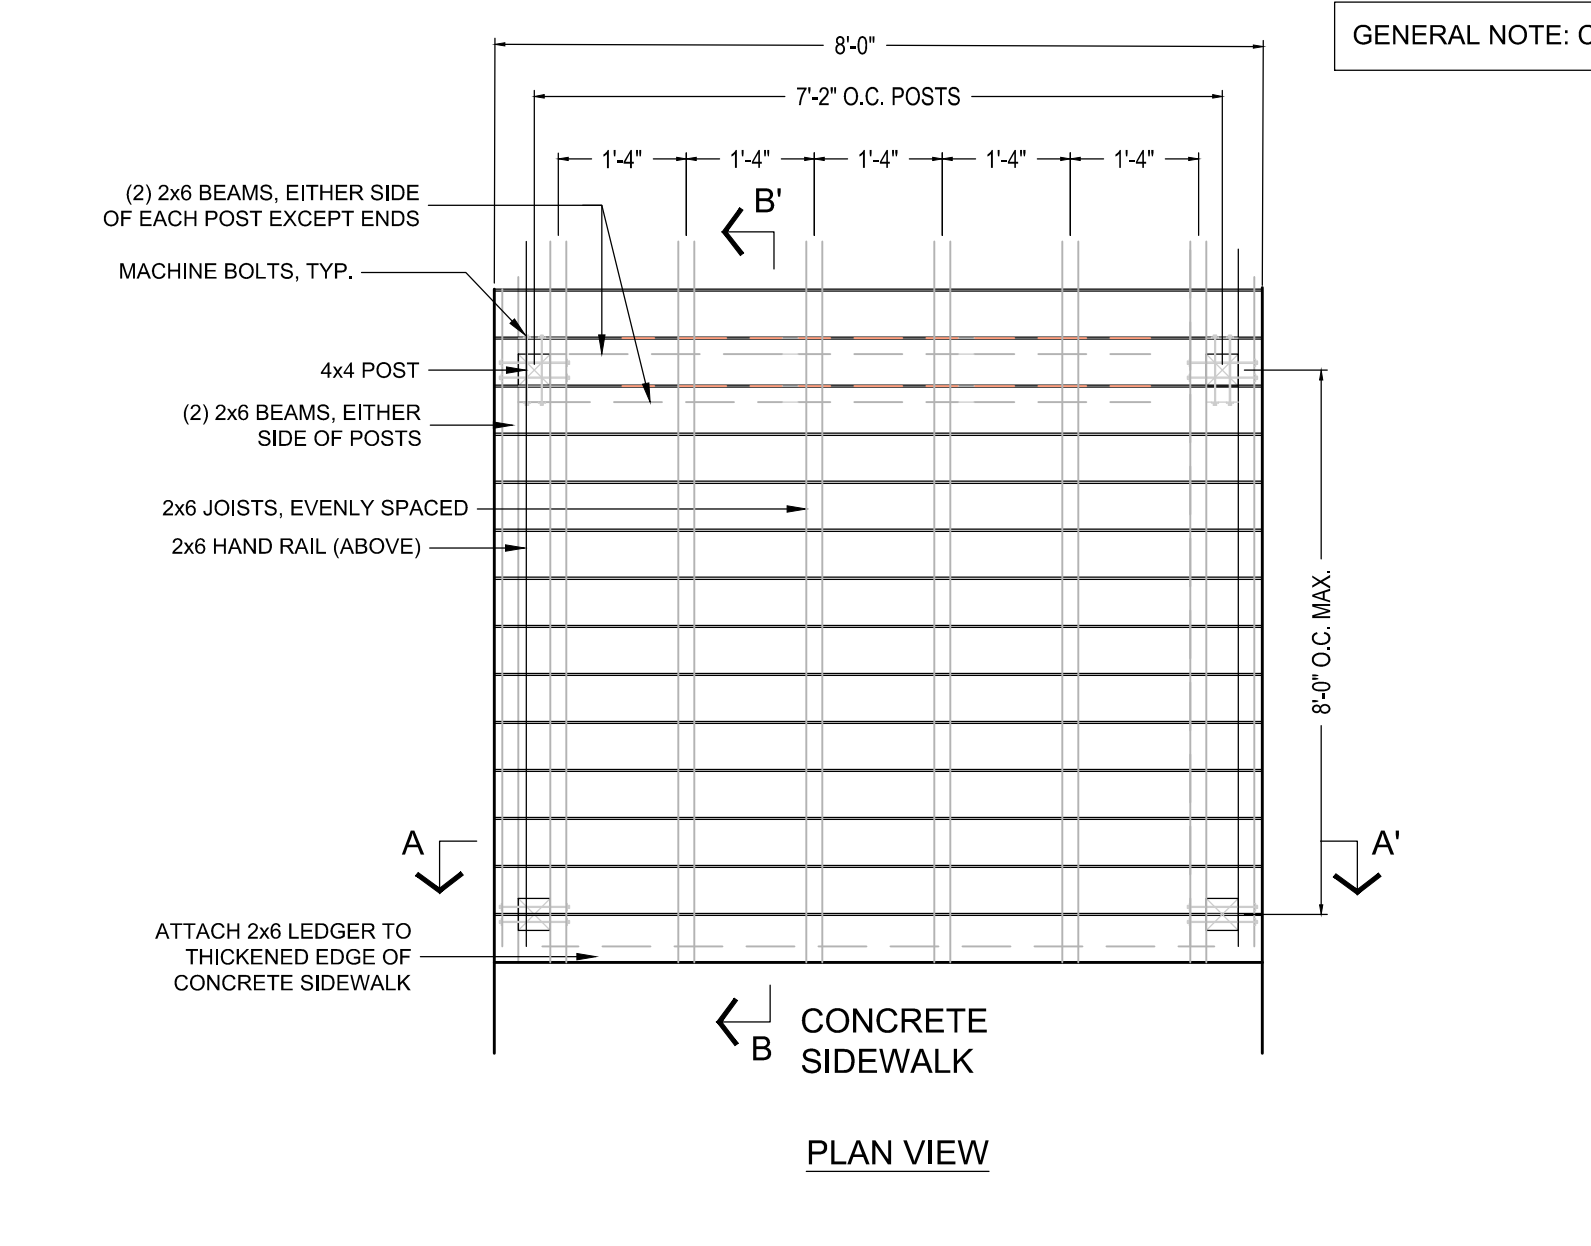 GENERAL NOTE:
8'-0"
7'-2" O.C. POSTS
1'-4" 1'-4" 1'-4" 1'-4" 1'-4"
(2) 2x6 BEAMS, EITHER SIDE
OF EACH POST EXCEPT ENDS
B'
MACHINE BOLTS, TYP.
4x4 POST
(2) 2x6 BEAMS, EITHER
SIDE OF POSTS
2x6 JOISTS, EVENLY SPACED
2x6 HAND RAIL (ABOVE)
8'-0" O.C. MAX.
A
A'
ATTACH 2x6 LEDGER TO
THICKENED EDGE OF
CONCRETE SIDEWALK
B
CONCRETE
SIDEWALK
PLAN VIEW